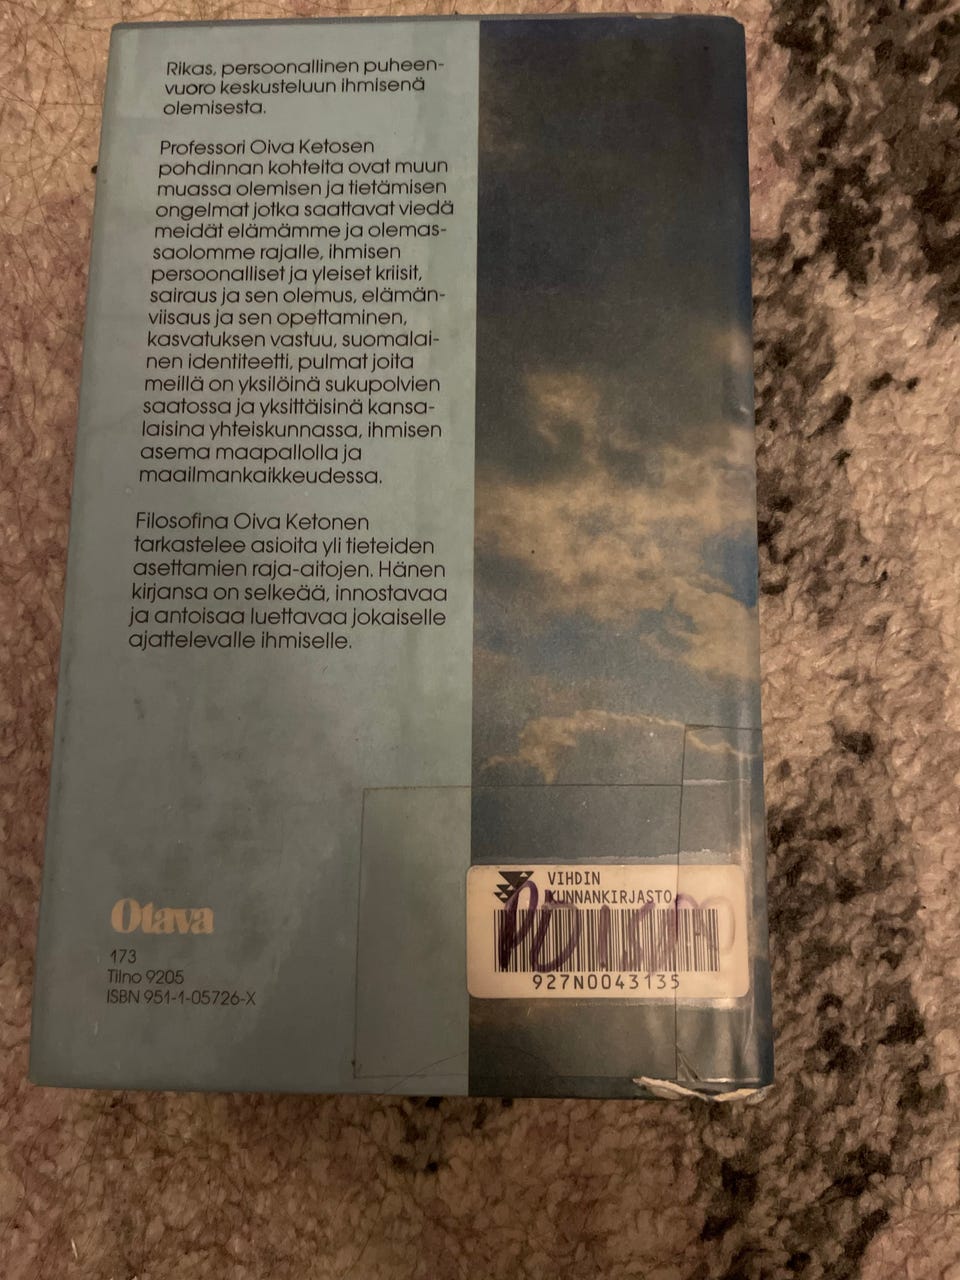 Rikas, persoonallinen puheen-
vuoro keskusteluun ihmisenä
olemisesta.
Professori Oiva Ketosen
pohdinnan kohteita ovat muun
muassa olemisen ja tietämisen
ongelmat jotka saattavat viedä
meidät elämämme ja olemas-
saolomme rajalle, ihmisen
persoonalliset ja yleiset kriisit,
sairaus ja sen olemus, elämän-
viisaus ja sen opettaminen,
kasvatuksen vastuu, suomalai-
nen identiteetti, pulmat joita
meillä on yksilöinä sukupolvien
saatossa ja yksittäisinä kansa-
laisina yhteiskunnassa, ihmisen
asema maapallolla ja
maailmankaikkeudessa.
Filosofina Oiva Ketonen
tarkastelee asioita yli tieteiden
asettamien raja-aitojen. Hänen
kirjansa on selkeää, innostavaa
ja antoisaa luettavaa jokaiselle
ajattelevalle ihmiselle.
Otava
173
Tilno 9205
ISBN 951-1-05726-X
VIHDIN
KUNNANKIRJASTO
927N0043135